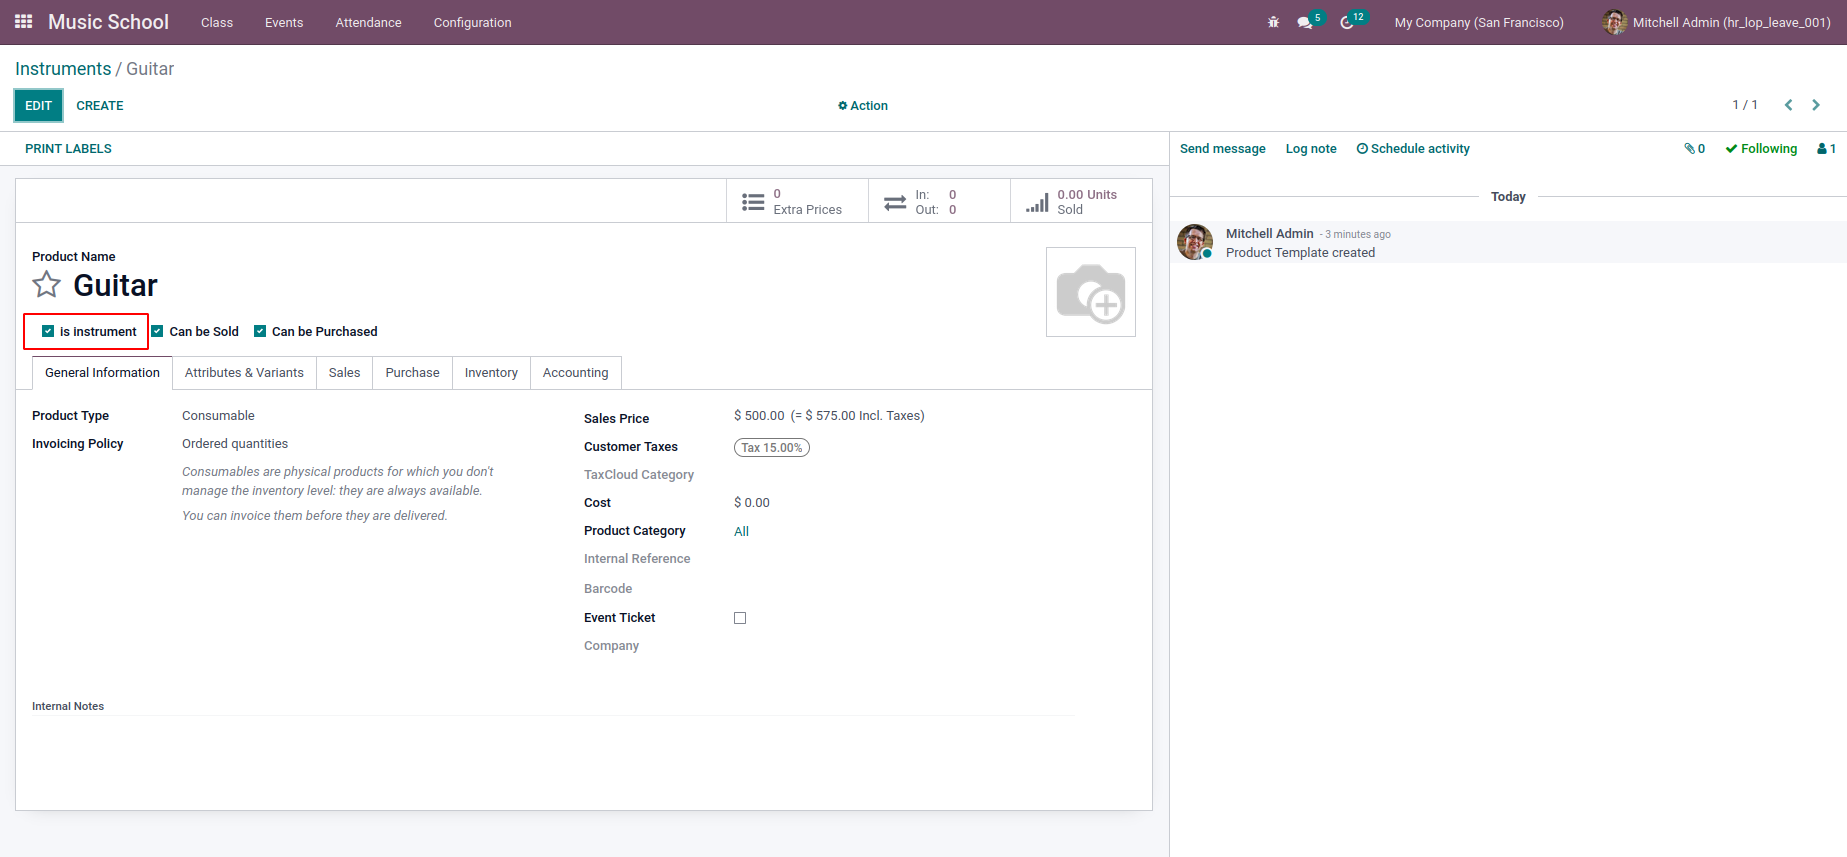 Music School Class Events Attendance Configuration 5 12 My Company (San Francisco) Mitchell Admin (hr_lop_leave_001)
Instruments / Guitar
EDIT CREATE Action 1 / 1
PRINT LABELS
Send message Log note Schedule activity 0 Following 1
0
Extra Prices
In: 0
Out: 0
0.00 Units
Sold
Today
Mitchell Admin - 3 minutes ago
Product Template created
Product Name
Guitar
is instrument Can be Sold Can be Purchased
General Information Attributes & Variants Sales Purchase Inventory Accounting
Product Type Consumable
Invoicing Policy Ordered quantities
Consumables are physical products for which you don't
manage the inventory level: they are always available.
You can invoice them before they are delivered.
Sales Price $ 500.00 (= $ 575.00 Incl. Taxes)
Customer Taxes Tax 15.00%
TaxCloud Category
Cost $ 0.00
Product Category All
Internal Reference
Barcode
Event Ticket
Company
Internal Notes